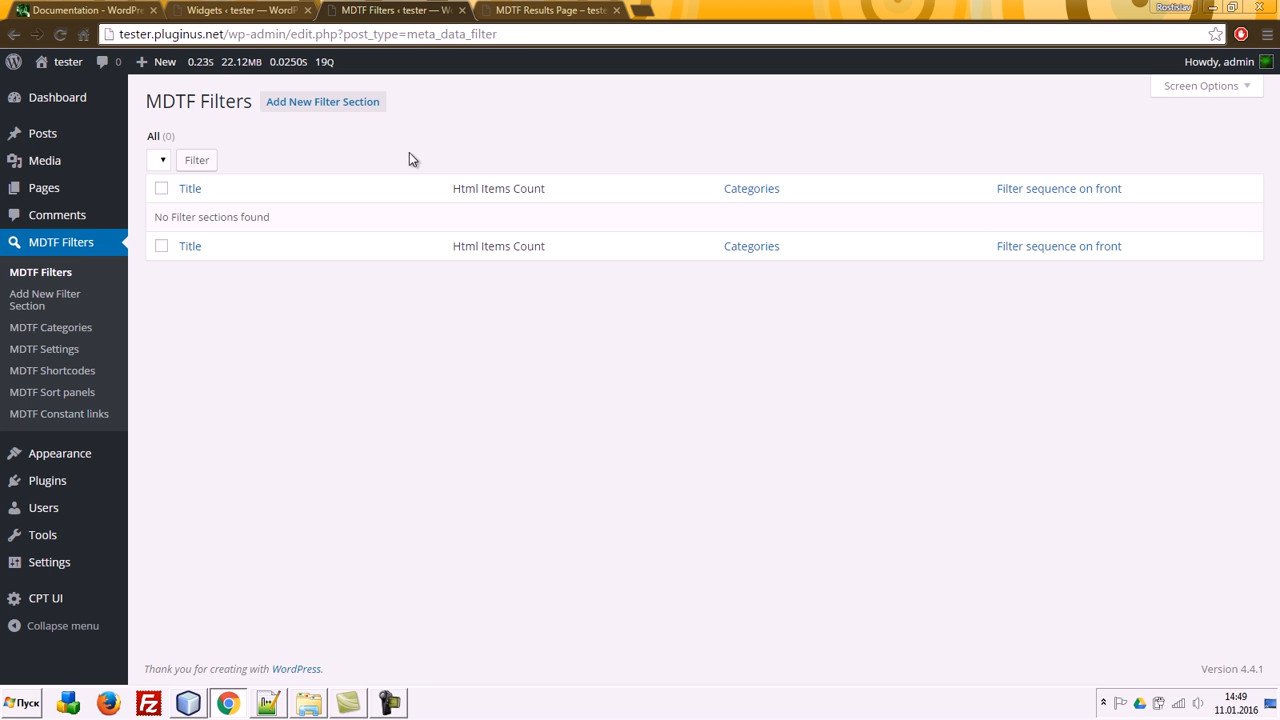 Documentation - WordPre
Widgets ‹ tester — WordP
MDTF Filters ‹ tester — W
MDTF Results Page – teste
Rostislav
tester.pluginus.net/wp-admin/edit.php?post_type=meta_data_filter
tester
0
New
0.23s
22.12MB
0.0250s
19Q
Howdy, admin
Dashboard
Posts
Media
Pages
Comments
MDTF Filters
MDTF Filters
Add New Filter
Section
MDTF Categories
MDTF Settings
MDTF Shortcodes
MDTF Sort panels
MDTF Constant links
Appearance
Plugins
Users
Tools
Settings
CPT UI
Collapse menu
Screen Options
MDTF Filters
Add New Filter Section
All (0)
Filter
Title
Html Items Count
Categories
Filter sequence on front
No Filter sections found
Title
Html Items Count
Categories
Filter sequence on front
Thank you for creating with WordPress.
Version 4.4.1
Пуск
14:49
11.01.2016